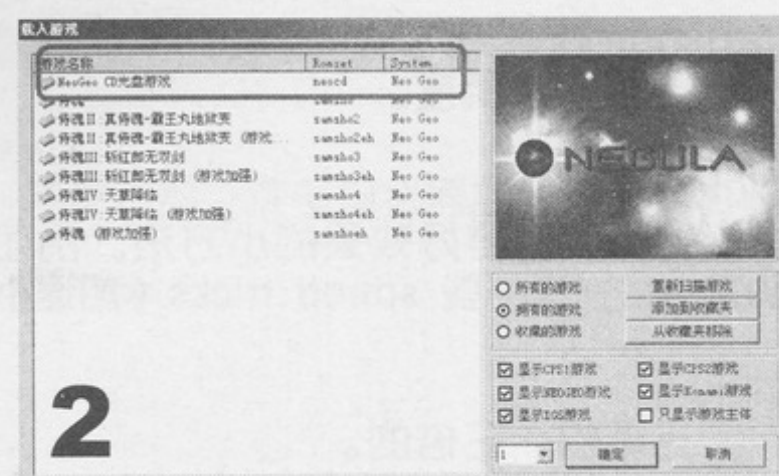 载入游戏
游戏名称 Romset System
NeoGeo CD光盘游戏 neocd Neo Geo
侍魂 samsho Neo Geo
侍魂II:真侍魂-霸王丸地狱变 samsho2 Neo Geo
侍魂II:真侍魂-霸王丸地狱变 (游戏... samsho2eh Neo Geo
侍魂III:斩红郎无双剑 samsho3 Neo Geo
侍魂III:斩红郎无双剑 (游戏加强) samsho3eh Neo Geo
侍魂IV:天草降临 samsho4 Neo Geo
侍魂IV:天草降临 (游戏加强) samsho4eh Neo Geo
侍魂 (游戏加强) samshoeh Neo Geo
NEBULA
所有的游戏 重新扫描游戏
拥有的游戏 添加到收藏夹
收藏的游戏 从收藏夹移除
显示CPS1游戏 显示CPS2游戏
显示NEOGEO游戏 显示Konami游戏
显示IGS游戏 只显示游戏主体
1 确定 取消
2